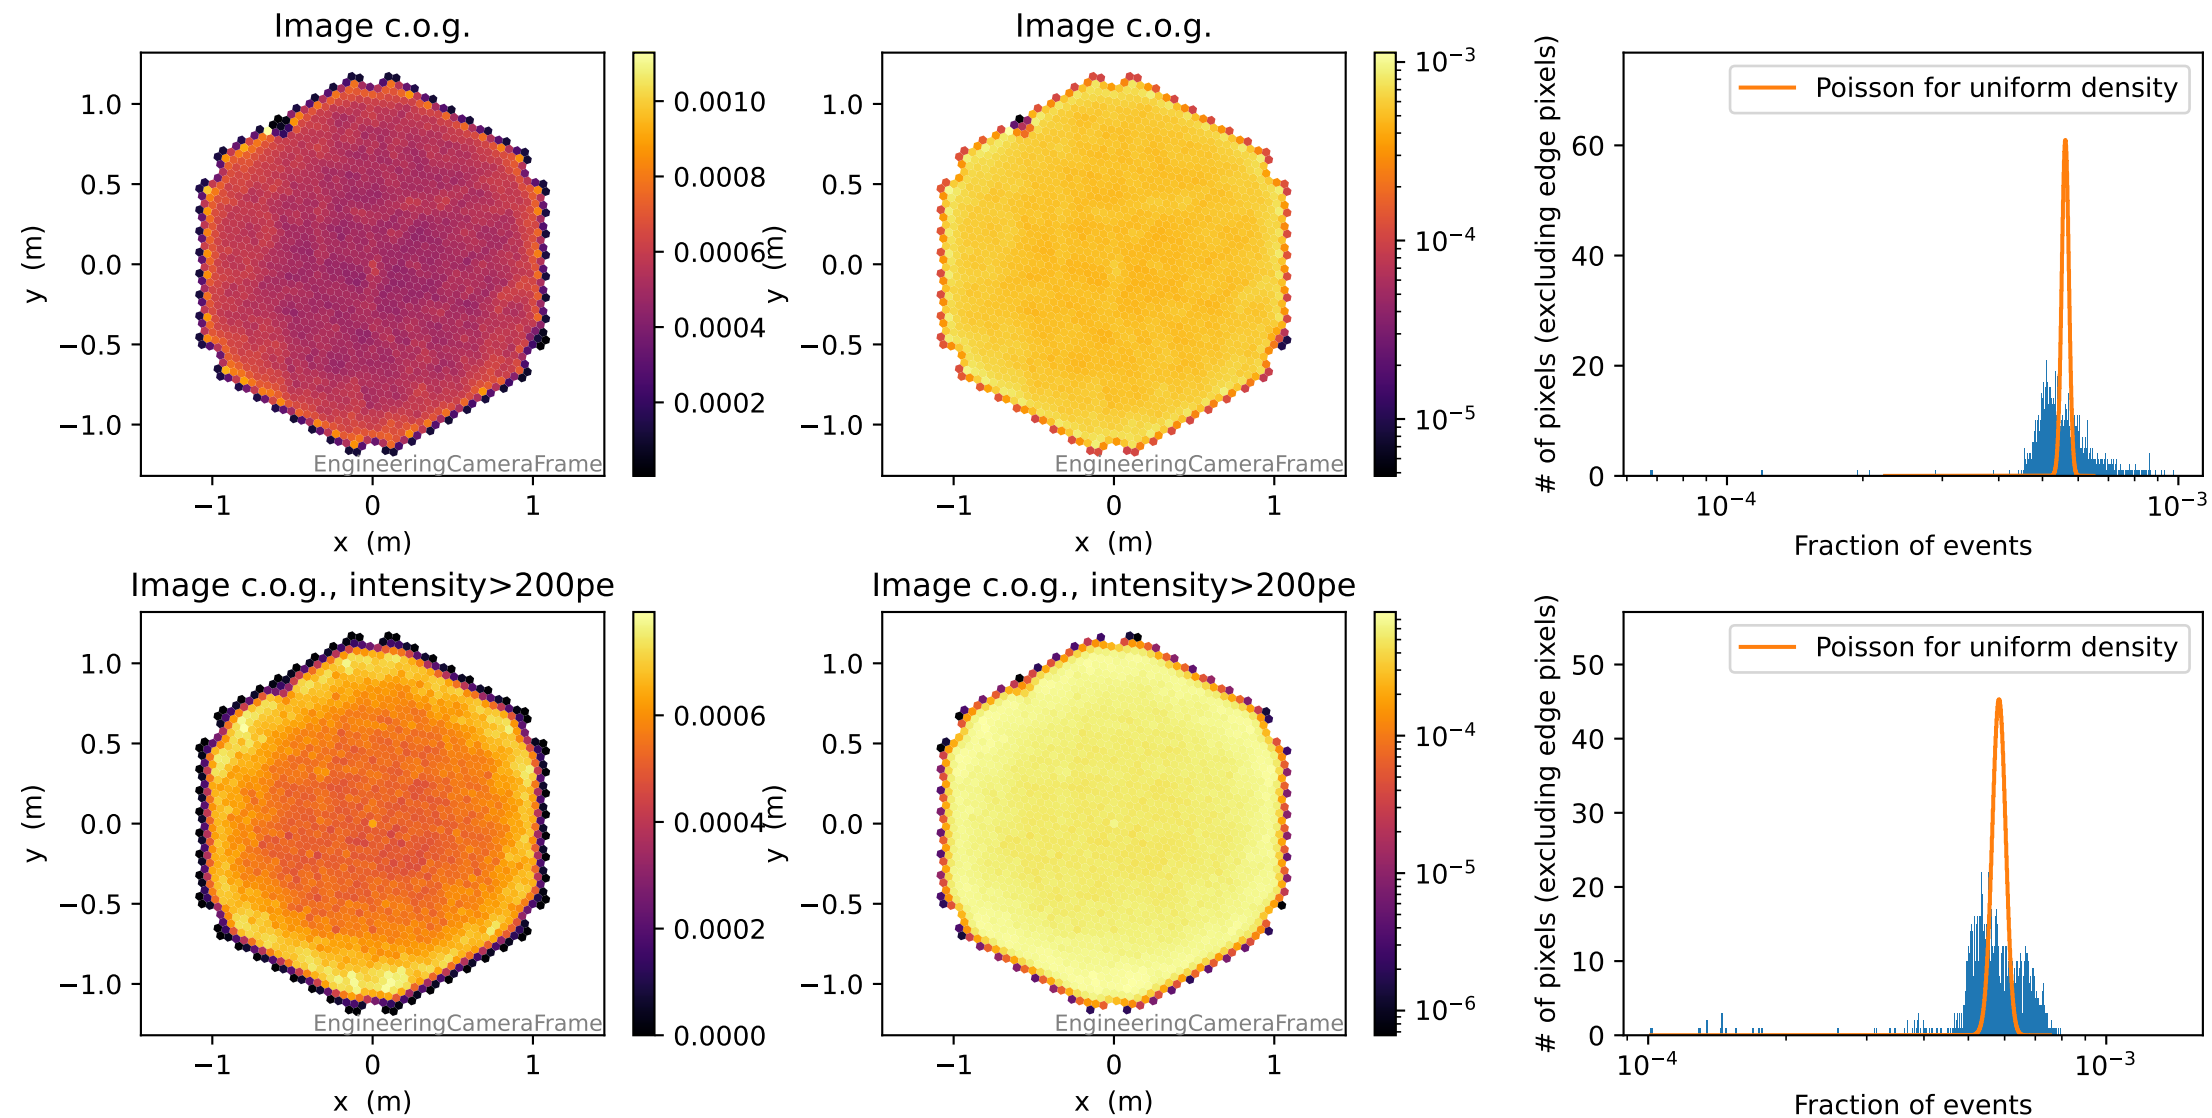 Image c.o.g.
1.0
0.5
0.0
−0.5
−1.0
y (m)
−1
0
1
x (m)
EngineeringCameraFrame
0.0010
0.0008
0.0006
0.0004
0.0002
Image c.o.g.
1.0
0.5
0.0
−0.5
−1.0
y (m)
−1
0
1
x (m)
EngineeringCameraFrame
10⁻³
10⁻⁴
10⁻⁵
# of pixels (excluding edge pixels)
60
40
20
0
Poisson for uniform density
10⁻⁴
10⁻³
Fraction of events
Image c.o.g., intensity>200pe
1.0
0.5
0.0
−0.5
−1.0
y (m)
−1
0
1
x (m)
EngineeringCameraFrame
0.0006
0.0004
0.0002
0.0000
Image c.o.g., intensity>200pe
1.0
0.5
0.0
−0.5
−1.0
y (m)
−1
0
1
x (m)
EngineeringCameraFrame
10⁻⁴
10⁻⁵
10⁻⁶
# of pixels (excluding edge pixels)
50
40
30
20
10
0
Poisson for uniform density
10⁻⁴
10⁻³
Fraction of events